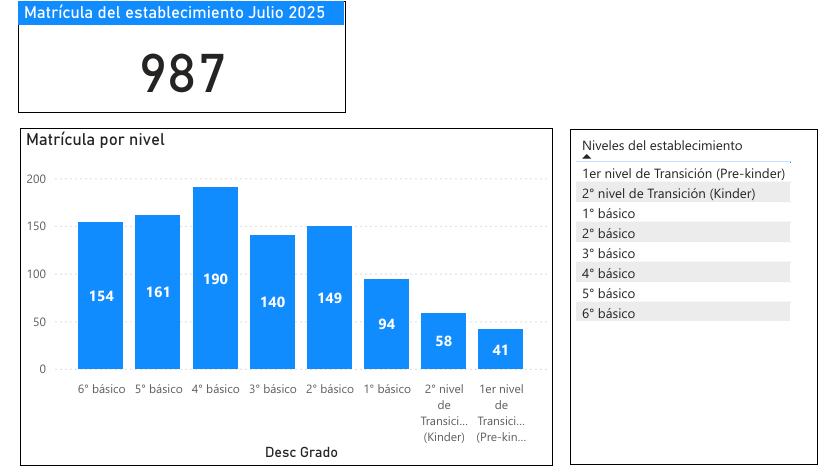 Matrícula del establecimiento Julio 2025
987
Matrícula por nivel
200
150
100
50
0
154
161
190
140
149
94
58
41
6° básico
5° básico
4° básico
3° básico
2° básico
1° básico
2° nivel
de
Transici...
(Kinder)
1er nivel
de
Transici...
(Pre-kin...
Desc Grado
Niveles del establecimiento
1er nivel de Transición (Pre-kinder)
2° nivel de Transición (Kinder)
1° básico
2° básico
3° básico
4° básico
5° básico
6° básico